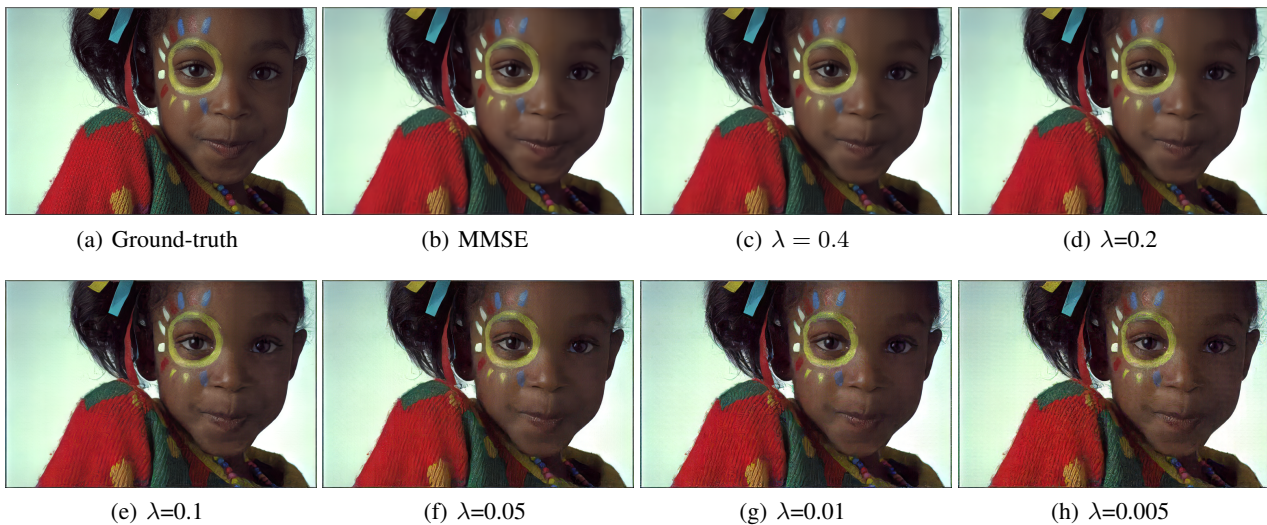 (a) Ground-truth
(b) MMSE
(c) λ = 0.4
(d) λ=0.2
(e) λ=0.1
(f) λ=0.05
(g) λ=0.01
(h) λ=0.005